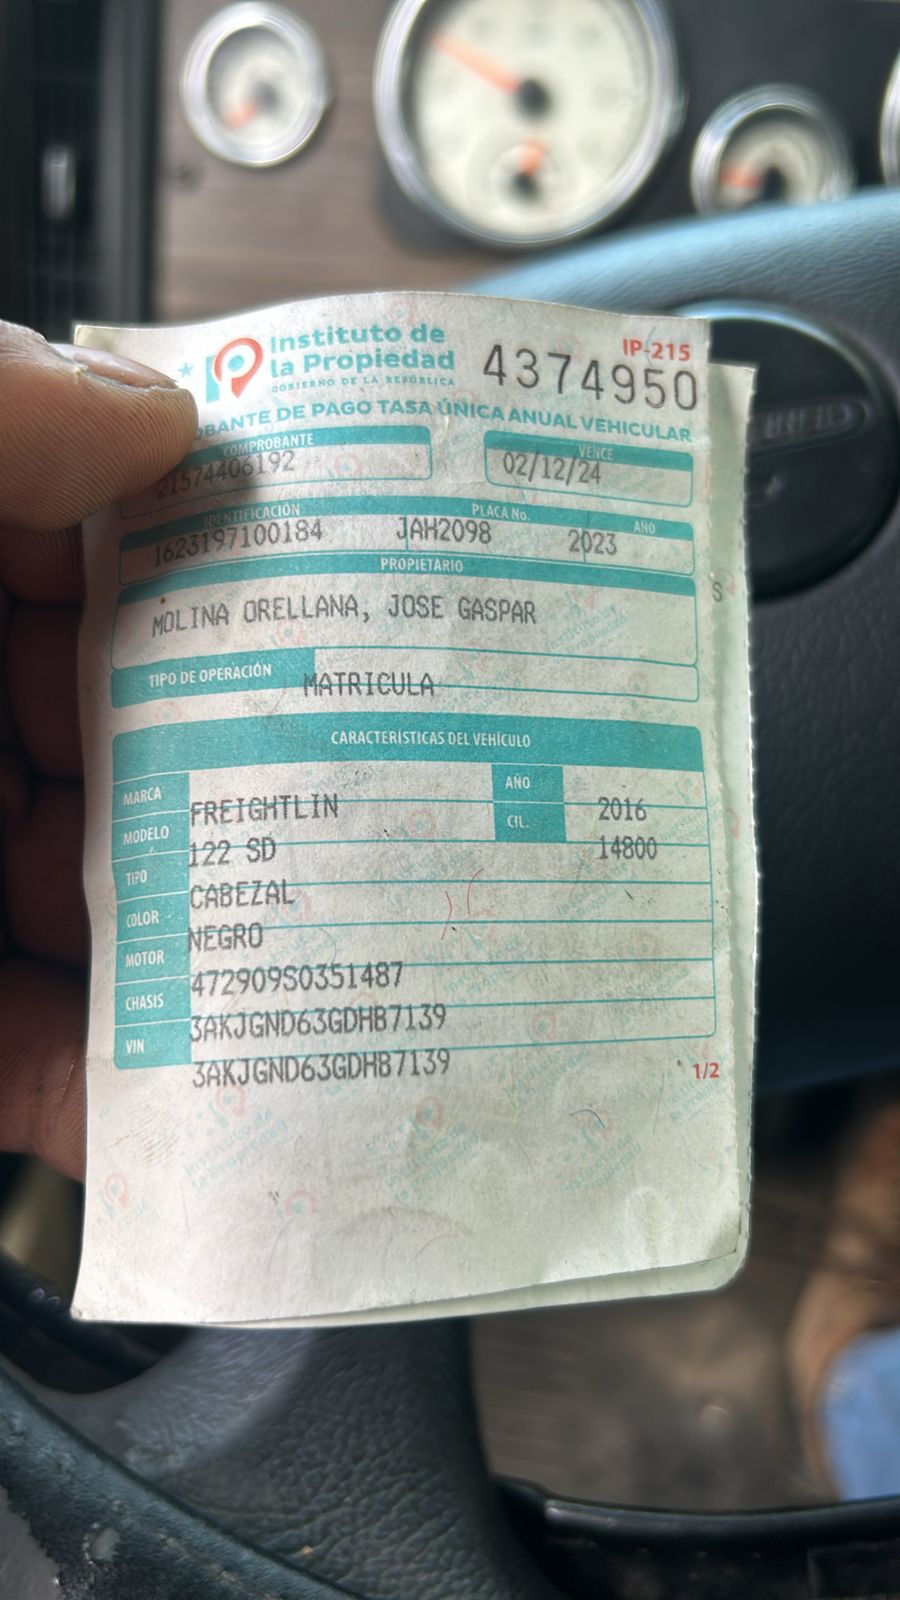 Instituto de
la Propiedad
GOBIERNO DE LA REPÚBLICA
IP-215
4374950
BANTE DE PAGO TASA ÚNICA ANUAL VEHICULAR
COMPROBANTE
VENCE
21574406192
02/12/24
IDENTIFICACIÓN PLACA No. AÑO
1623197100184 JAH2098 2023
PROPIETARIO
MOLINA ORELLANA, JOSE GASPAR
TIPO DE OPERACIÓN
MATRICULA
CARACTERÍSTICAS DEL VEHÍCULO
MARCA FREIGHTLIN AÑO 2016
MODELO 122 SD CIL. 14800
TIPO CABEZAL
COLOR NEGRO
MOTOR 472909S0351487
CHASIS 3AKJGND63GDHB7139
VIN 3AKJGND63GDHB7139
1/2
S